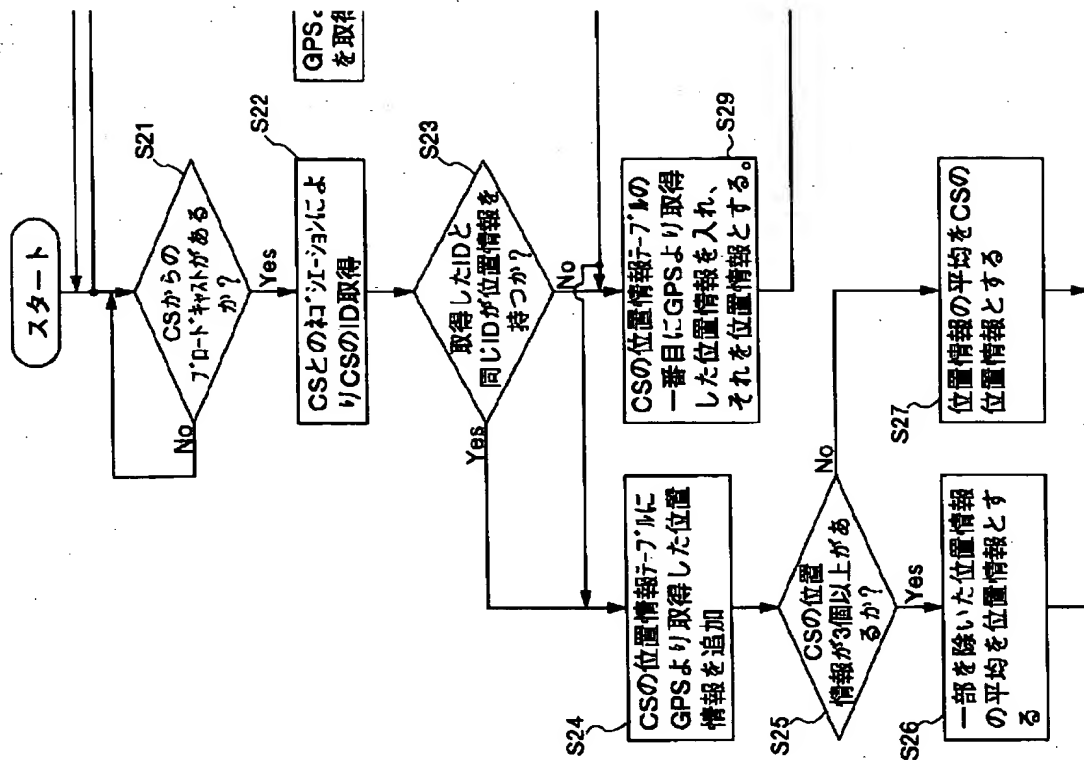 スタート
S21
CSからの
ブロードキャストがある
か?
No
Yes
S22
CSとのネゴシエーションによ
りCSのID取得
GPS
を取得
S23
取得したIDと
同じIDが位置情報を
持つか?
Yes
No
S24
CSの位置情報テーブルに
GPSより取得した位置
情報を追加
S29
CSの位置情報テーブルの
一番目にGPSより取得
した位置情報を入れ、
それを位置情報とする。
S25
CSの位置
情報が3個以上があ
るか?
No
Yes
S26
一部を除いた位置情報
の平均を位置情報とす
る
S27
位置情報の平均をCSの
位置情報とする